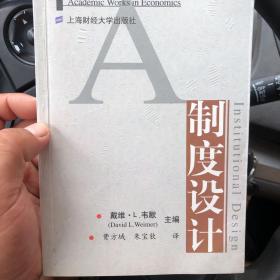 Academic Works in Economics
上海财经大学出版社
A
制度设计
Institutional Design
戴维·L.韦默
(David L.Weimer)
主编
费方域 朱宝钦 译